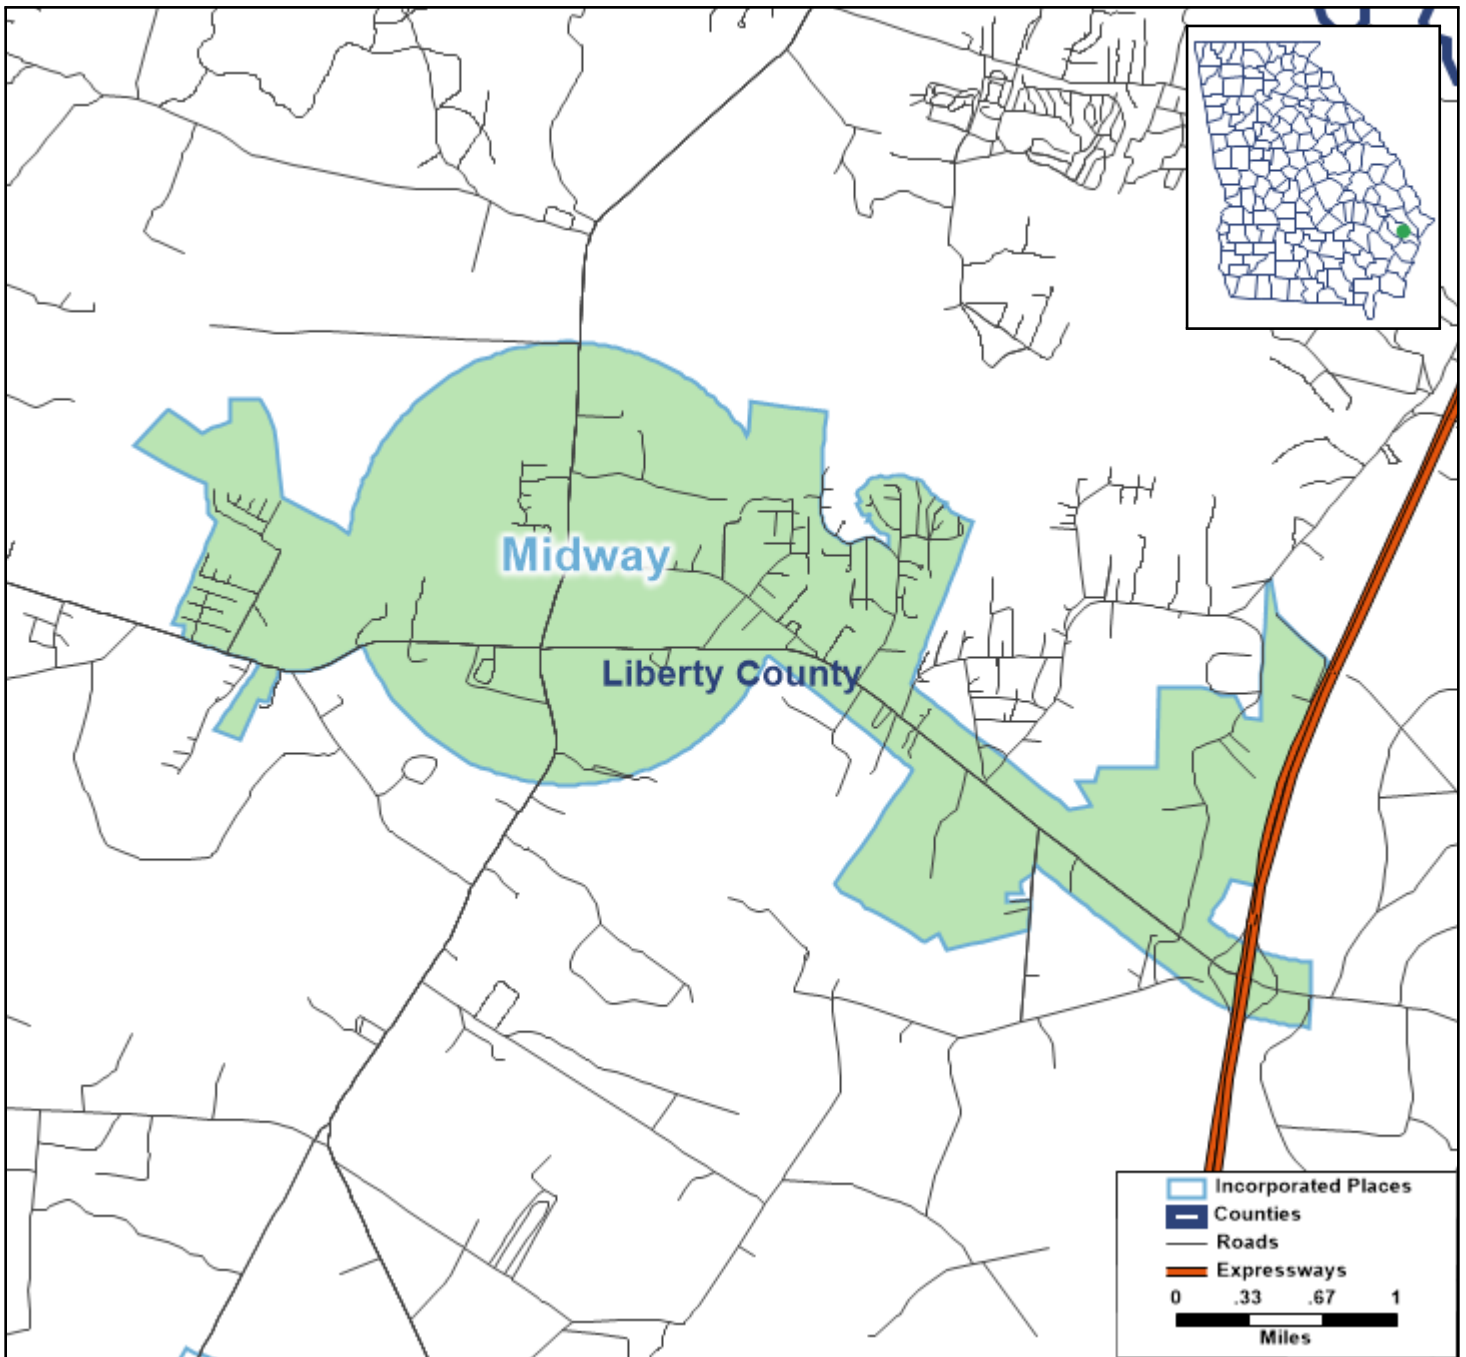 Midway
Liberty County
Incorporated Places
Counties
Roads
Expressways
0 .33 .67 1
Miles